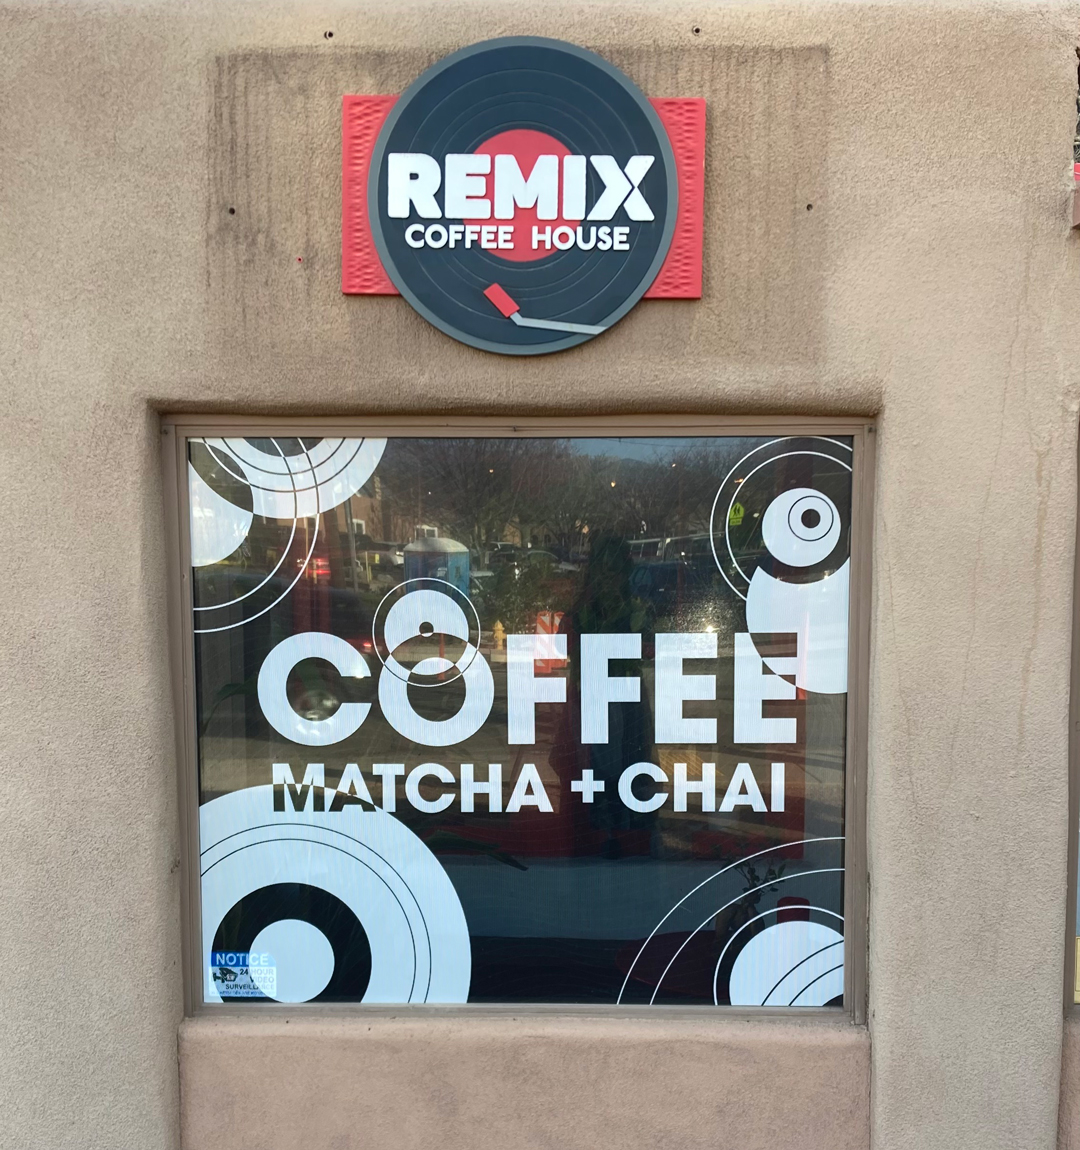 REMIX
COFFEE HOUSE
COFFEE
MATCHA + CHAI
NOTICE
24 HOUR
VIDEO
SURVEILLANCE